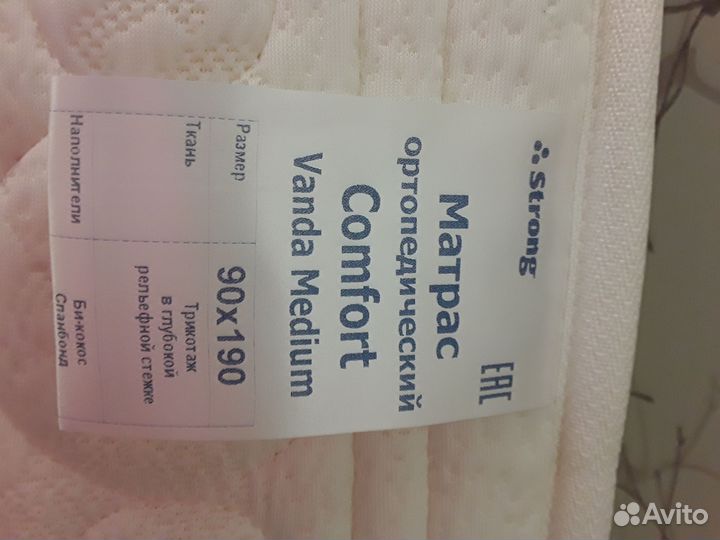 Strong
EAC
Матрас
ортопедический
Comfort
Vanda Medium
Размер 90x190
Ткань Трикотаж
в глубокой
рельефной стежке
Наполнители Би-кокос
Спанбонд
Avito